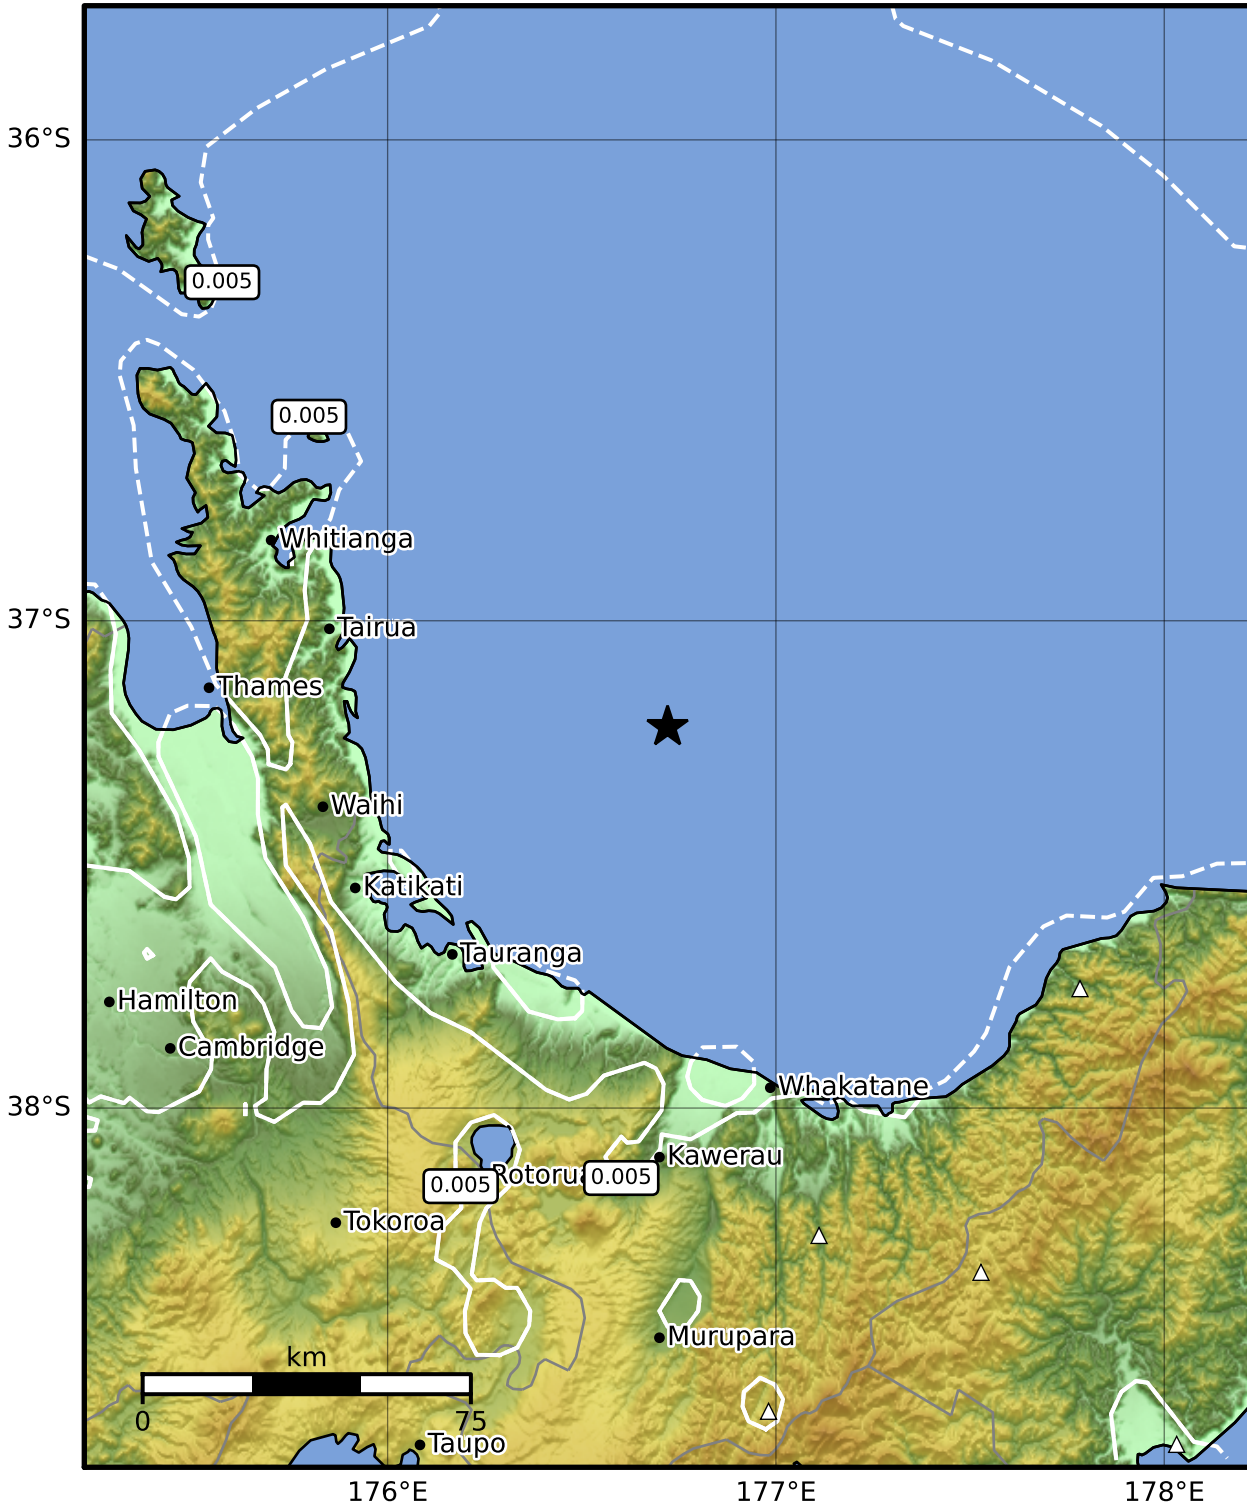 36°S
0.005
0.005
Whitianga
37°S
Tairua
Thames
Waihi
Katikati
Tauranga
Hamilton
Cambridge
Whakatane
38°S
Kawerau
Rotorua
0.005
0.005
Tokoroa
Murupara
km
0 75
Taupo
176°E 177°E 178°E